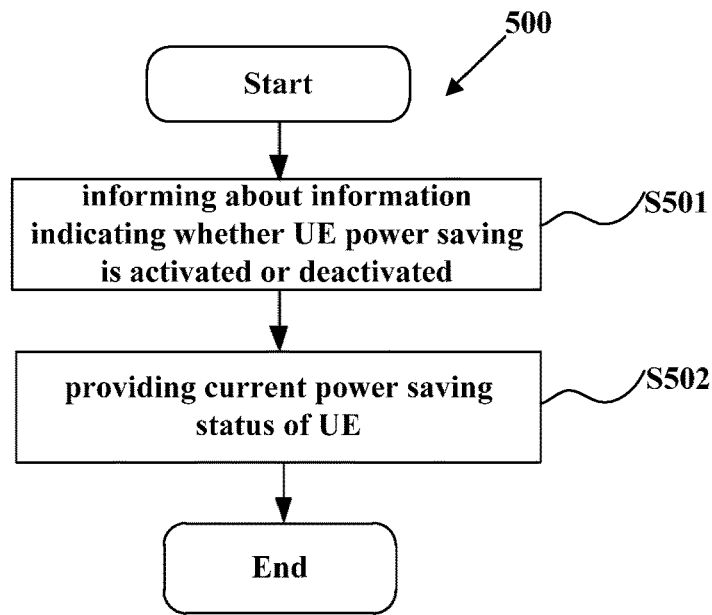 500
Start
informing about information
indicating whether UE power saving
is activated or deactivated
S501
providing current power saving
status of UE
S502
End